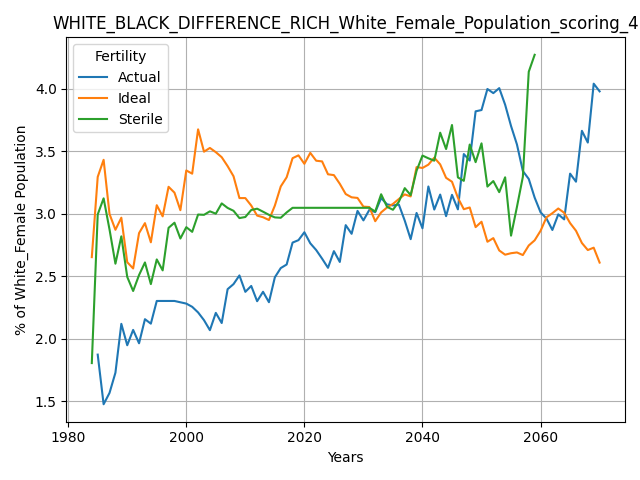 WHITE_BLACK_DIFFERENCE_RICH_White_Female_Population_scoring_4
Fertility
Actual
Ideal
Sterile
% of White_Female Population
4.0
3.5
3.0
2.5
2.0
1.5
1980
2000
2020
2040
2060
Years